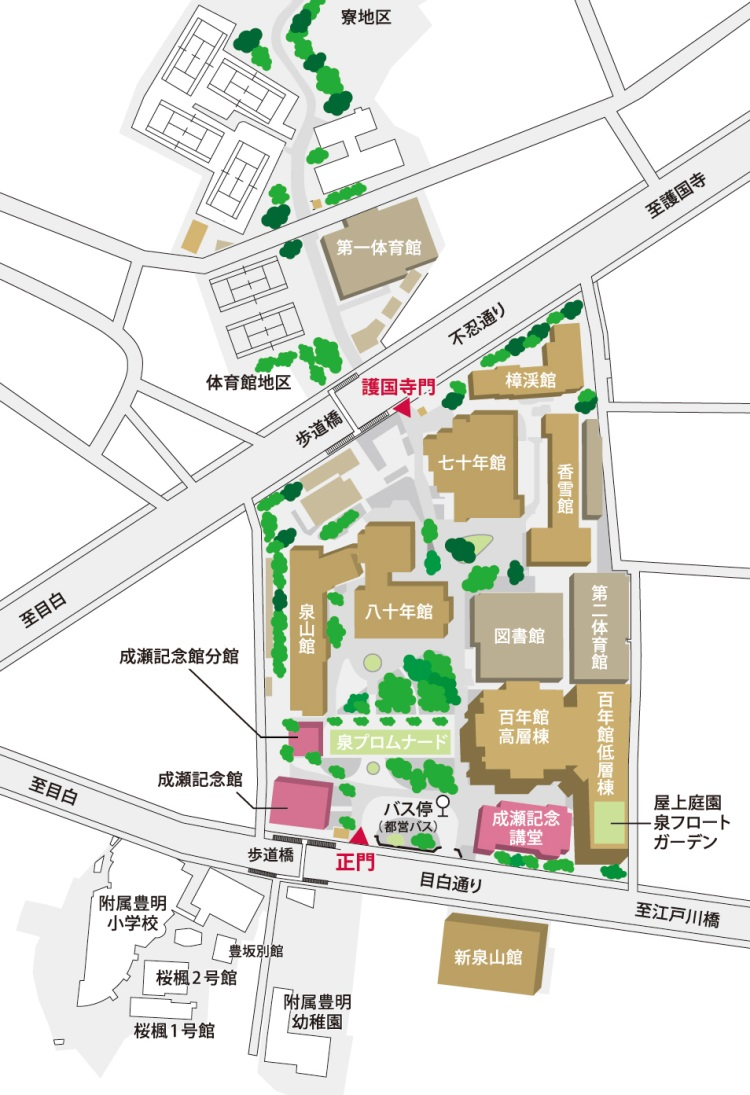 寮地区
至護国寺
第一体育館
不忍通り
体育館地区
護国寺門
樟渓館
歩道橋
七十年館
香雪館
至目白
泉山館
八十年館
図書館
第二体育館
成瀬記念館分館
百年館
高層棟
百年館低層棟
泉プロムナード
成瀬記念館
至目白
バス停
(都営バス)
成瀬記念
講堂
屋上庭園
泉フロート
ガーデン
歩道橋
正門
目白通り
至江戸川橋
附属豊明
小学校
豊坂別館
新泉山館
桜楓2号館
附属豊明
幼稚園
桜楓1号館